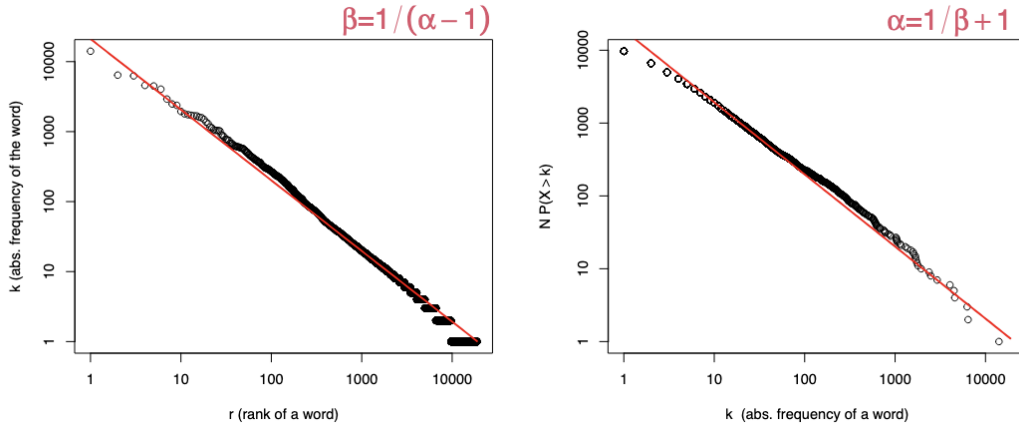 β=1/(α−1)
k (abs. frequency of the word)
10000
1000
100
10
1
1 10 100 1000 10000
r (rank of a word)
α=1/β+1
N P(X > k)
10000
1000
100
10
1
1 10 100 1000 10000
k (abs. frequency of a word)